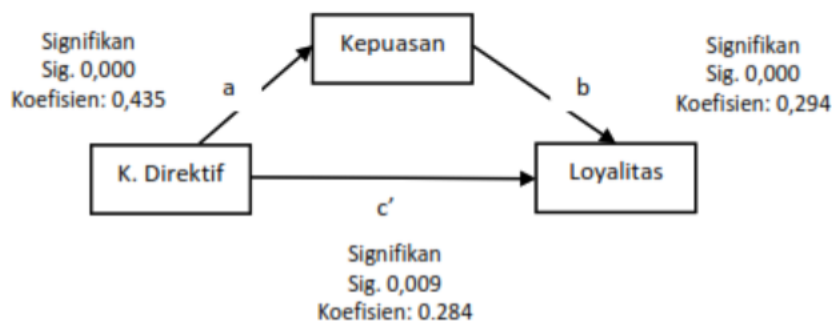 Signifikan
Sig. 0,000
Koefisien: 0,435
a
Kepuasan
b
Signifikan
Sig. 0,000
Koefisien: 0,294
K. Direktif
Loyalitas
c'
Signifikan
Sig. 0,009
Koefisien: 0.284